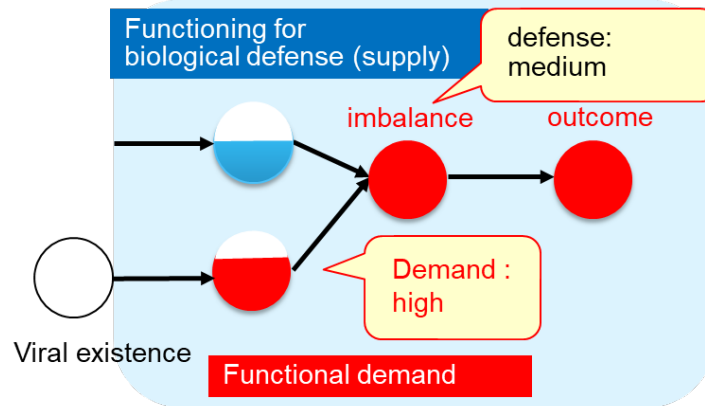 Functioning for
biological defense (supply)
defense:
medium
imbalance
outcome
Demand :
high
Viral existence
Functional demand